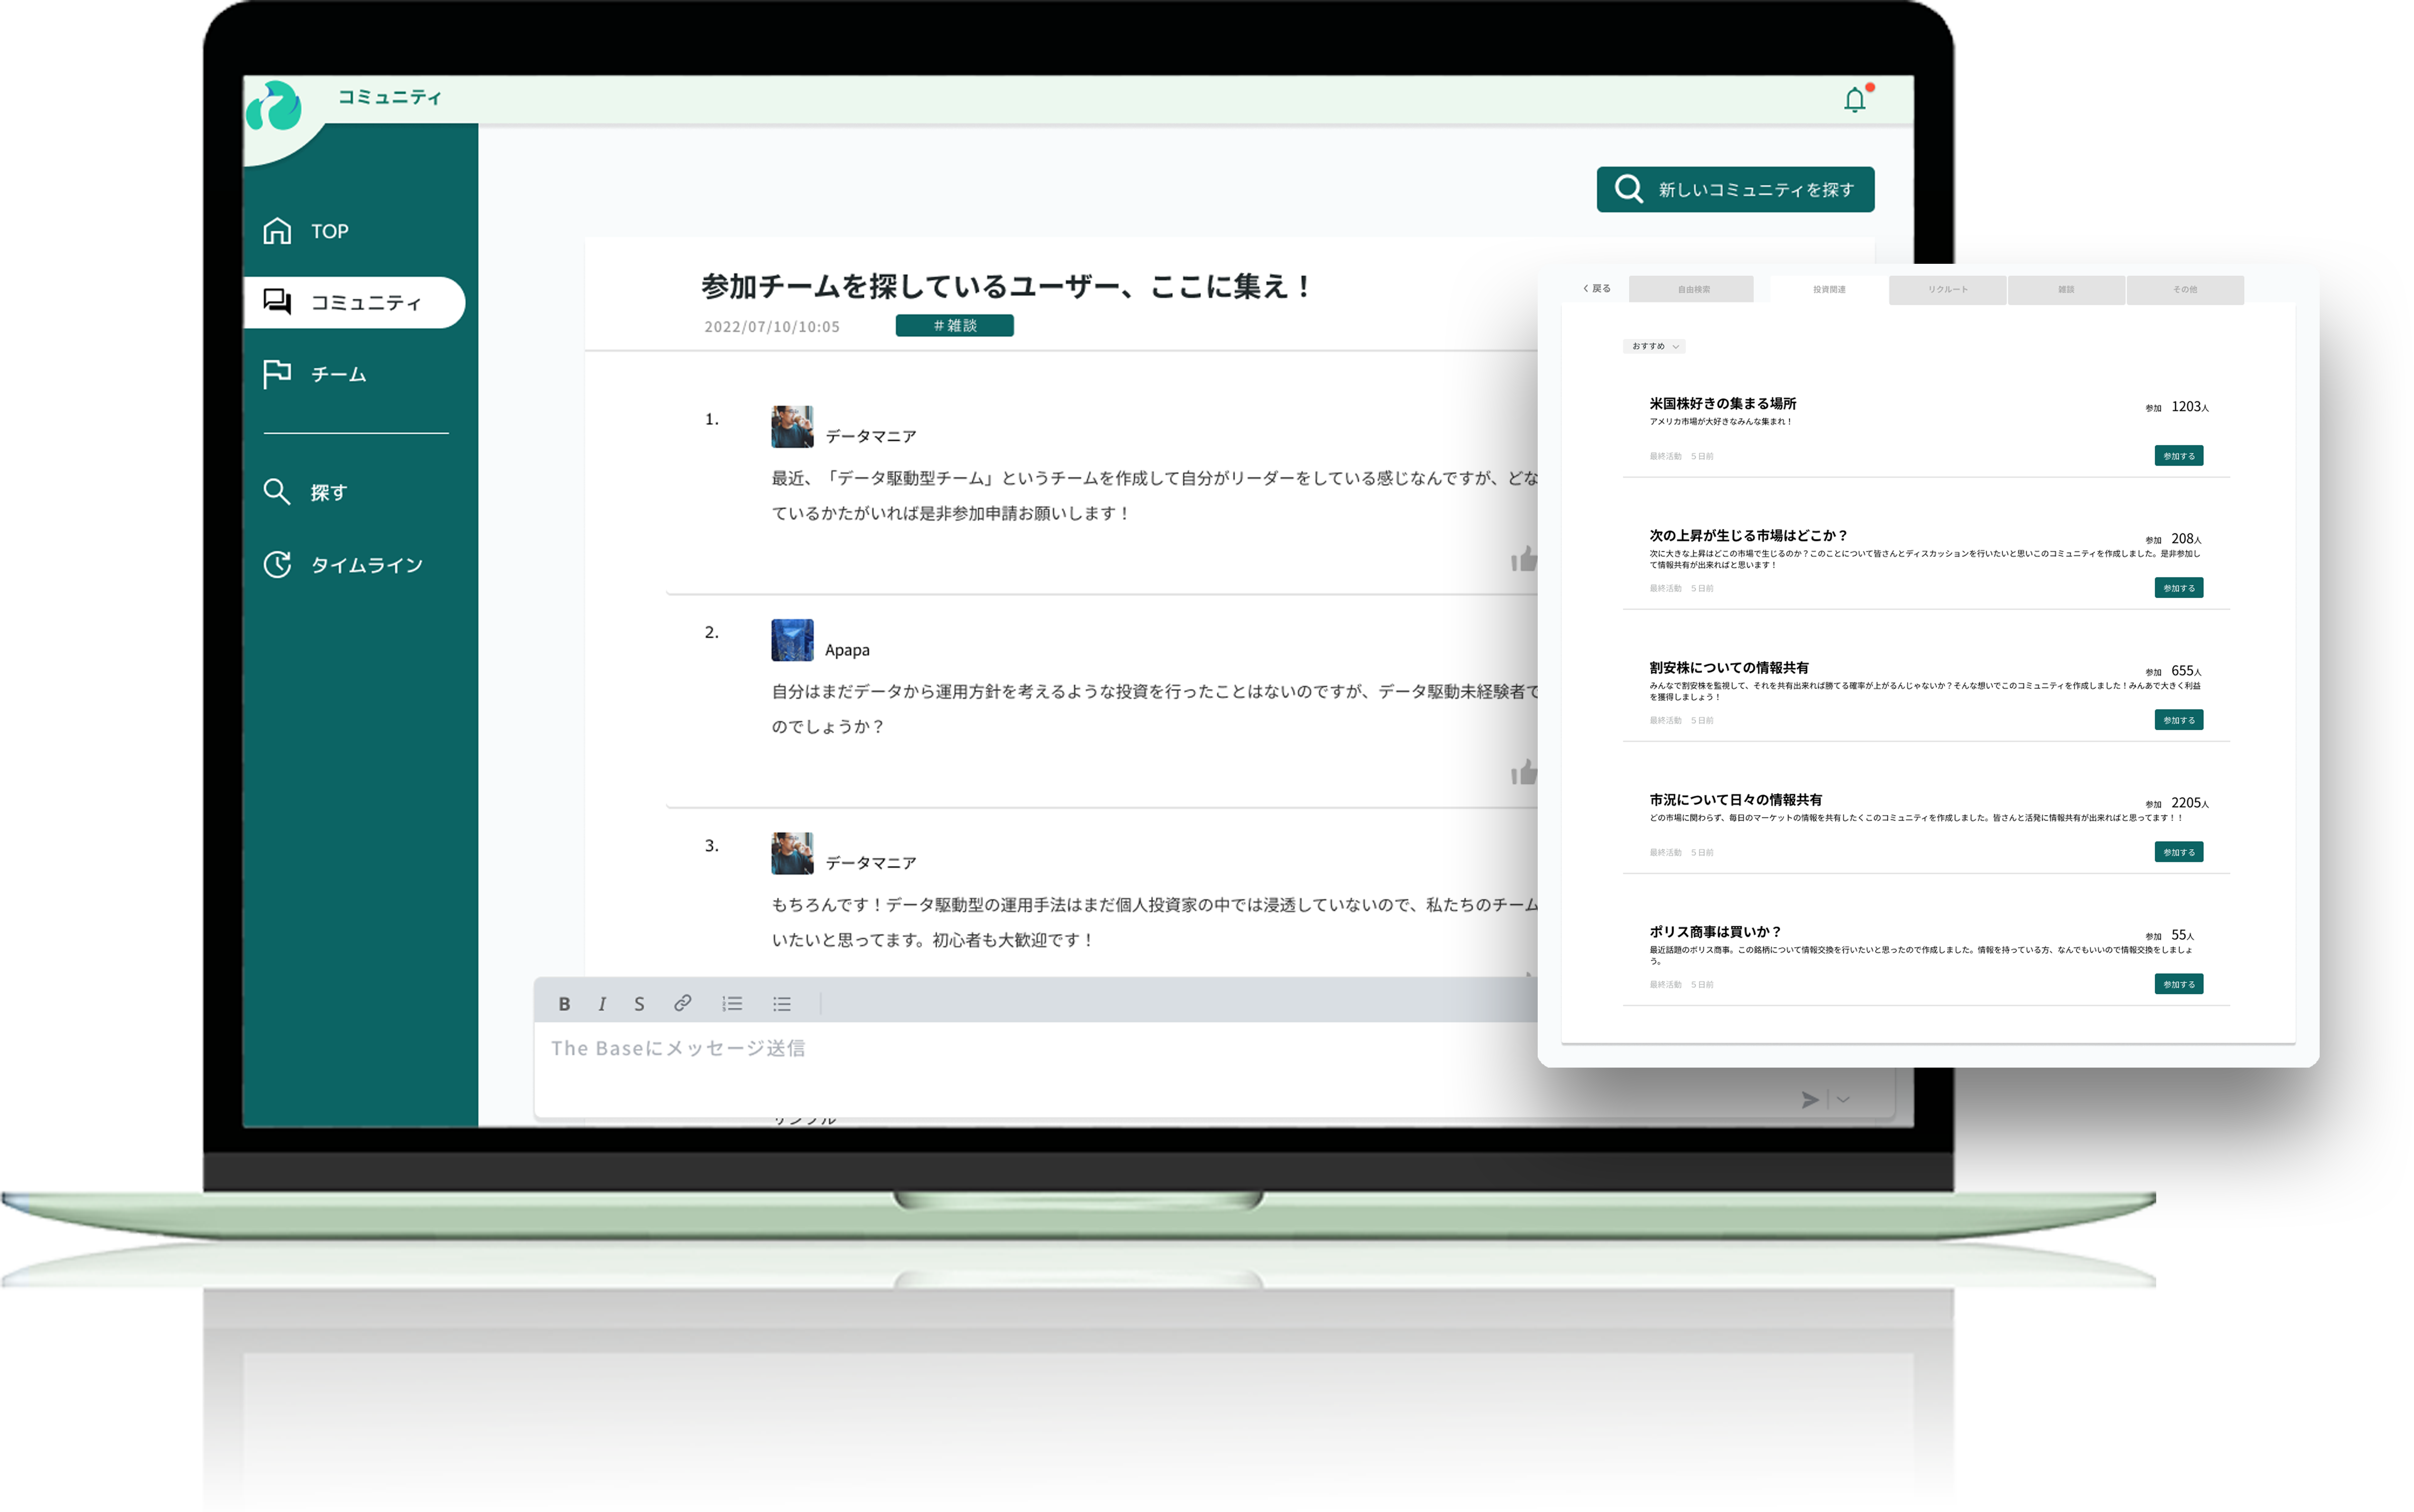 コミュニティ
新しいコミュニティを探す
TOP
コミュニティ
チーム
探す
タイムライン
参加チームを探しているユーザー、ここに集え！
2022/07/10/10:05
＃雑談
1.
データマニア
最近、「データ駆動型チーム」というチームを作成して自分がリーダーをしている感じなんですが、どな
ているかたがいれば是非参加申請お願いします！
2.
Apapa
自分はまだデータから運用方針を考えるような投資を行ったことはないのですが、データ駆動未経験者で
のでしょうか？
3.
データマニア
もちろんです！データ駆動型の運用手法はまだ個人投資家の中では浸透していないので、私たちのチーム
いたいと思ってます。初心者も大歓迎です！
B I S
The Baseにメッセージ送信
サンプル
戻る
自由検索
投資関連
リクルート
雑談
その他
おすすめ
米国株好きの集まる場所
参加 1203人
アメリカ市場が大好きなみんな集まれ！
最終活動 5日前
参加する
次の上昇が生じる市場はどこか？
参加 208人
次に大きな上昇はどこの市場で生じるのか？このことについて皆さんとディスカッションを行いたいと思いこのコミュニティを作成しました。是非参加し
て情報共有が出来ればと思います！
最終活動 5日前
参加する
割安株についての情報共有
参加 655人
みんなで割安株を監視して、それを共有出来れば勝てる確率が上がるんじゃないか？そんな想いでこのコミュニティを作成しました！みんあで大きく利益
を獲得しましょう！
最終活動 5日前
参加する
市況について日々の情報共有
参加 2205人
どの市場に関わらず、毎日のマーケットの情報を共有したくこのコミュニティを作成しました。皆さんと活発に情報共有が出来ればと思ってます！！
最終活動 5日前
参加する
ポリス商事は買いか？
参加 55人
最近話題のポリス商事。この銘柄について情報交換を行いたいと思ったので作成しました。情報を持っている方、なんでもいいので情報交換をしましょ
う。
最終活動 5日前
参加する